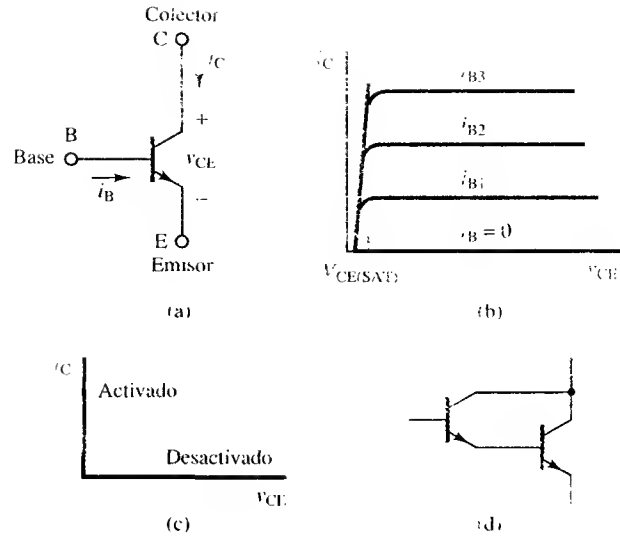 Colector
C
i_C
+
B
Base
v_CE
i_B
−
E
Emisor
(a)
i_C
i_B3
i_B2
i_B1
i_B = 0
V_CE(SAT)
v_CE
(b)
i_C
Activado
Desactivado
v_CE
(c)
(d)